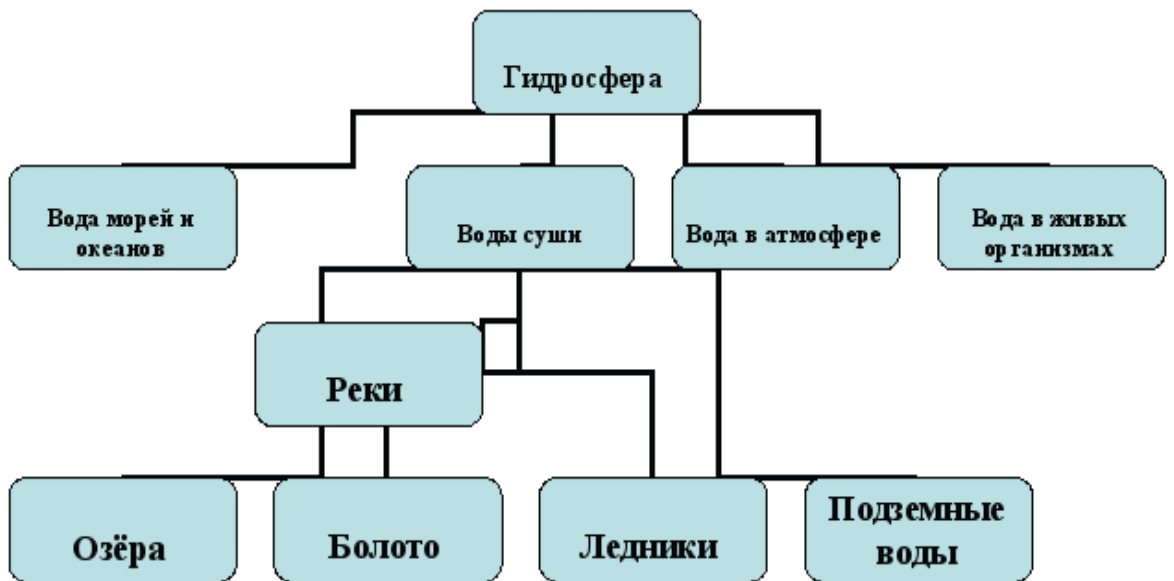 Гидросфера
Вода морей и
океанов
Воды суши
Вода в атмосфере
Вода в живых
организмах
Реки
Озёра
Болото
Ледники
Подземные
воды